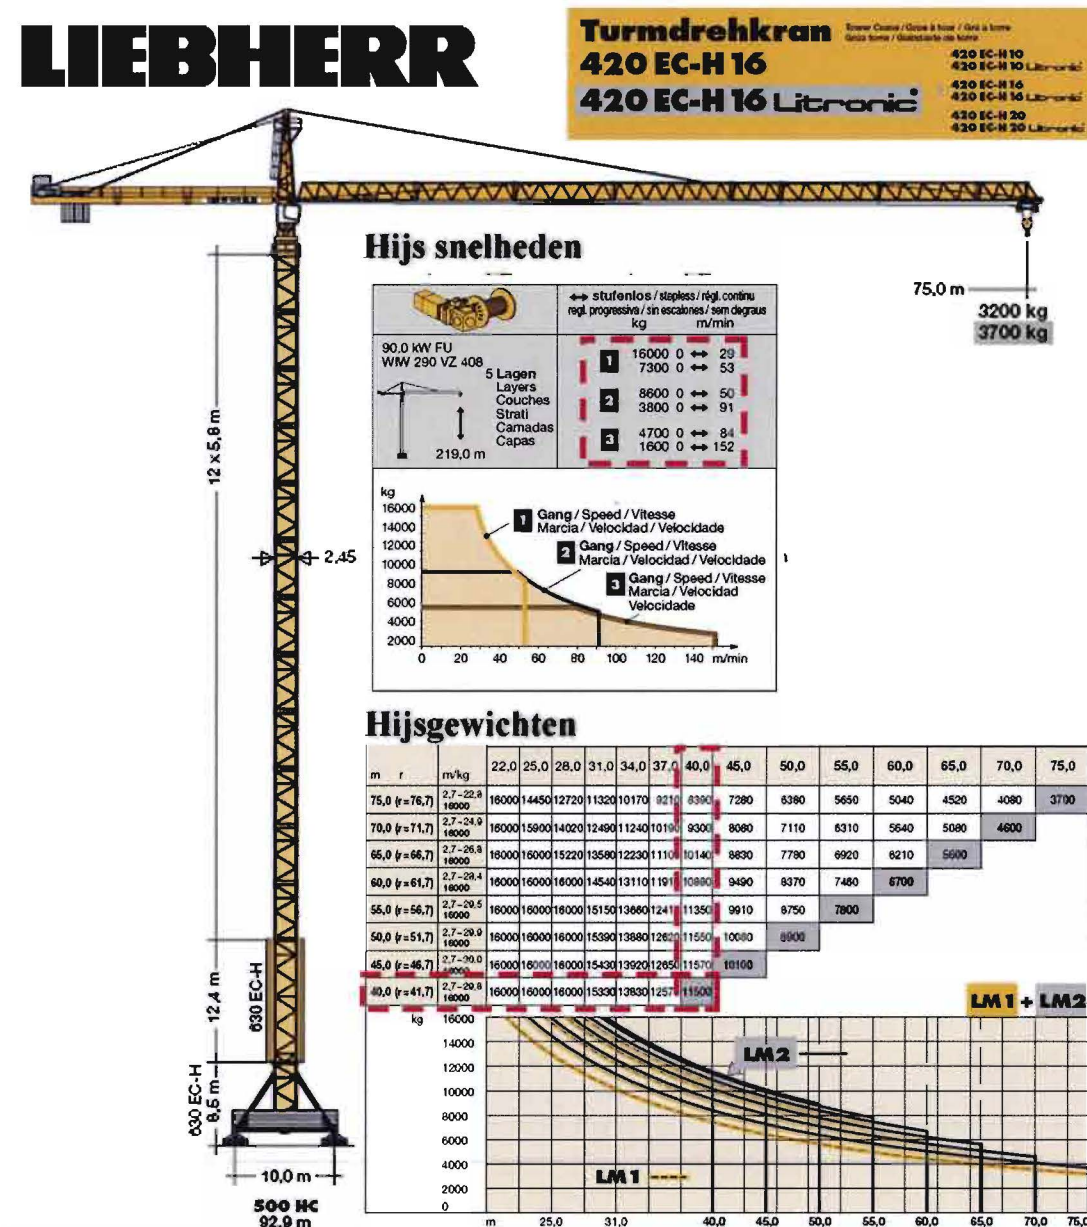 LIEBHERR
Turmdrehkran
420 EC-H 16
420 EC-H 16 Litronic
420 EC-H 10
420 EC-H 10 Litronic
420 EC-H 16
420 EC-H 16 Litronic
420 EC-H 20
420 EC-H 20 Litronic
75,0 m
3200 kg
3700 kg
Hijs snelheden
stufenlos / stepless / régl. continu
regl. progressiva / sin escalones / sem degraus
kg m/min
90,0 kW FU
WIW 290 VZ 408
5 Lagen
Layers
Couches
Strati
Camadas
Capas
219,0 m
1 16000 0 ↔ 29
7300 0 ↔ 53
2 8600 0 ↔ 50
3800 0 ↔ 91
3 4700 0 ↔ 84
1600 0 ↔ 152
kg
16000
14000
12000
10000
8000
6000
4000
2000
0 20 40 60 80 100 120 140 m/min
1 Gang / Speed / Vitesse
Marcia / Velocidad / Velocidade
2 Gang / Speed / Vitesse
Marcia / Velocidad / Velocidade
3 Gang / Speed / Vitesse
Marcia / Velocidad
Velocidade
12 x 5,8 m
2,45
12,4 m
630 EC-H
8,5 m
630 EC-H
10,0 m
500 HC
92,9 m
Hijsgewichten
m r m/kg 22,0 25,0 28,0 31,0 34,0 37,0 40,0 45,0 50,0 55,0 60,0 65,0 70,0 75,0
75,0 (r=76,7) 2,7-22,8 16000 16000 14450 12720 11320 10170 9210 8390 7280 6360 5650 5040 4520 4080 3700
70,0 (r=71,7) 2,7-24,9 16000 16000 15900 14020 12490 11240 10190 9300 8080 7110 6310 5640 5080 4600
65,0 (r=66,7) 2,7-26,8 16000 16000 16000 15220 13580 12230 11100 10140 8830 7780 6920 6210 5600
60,0 (r=61,7) 2,7-28,4 16000 16000 16000 16000 14540 13110 11910 10890 9490 8370 7460 6700
55,0 (r=56,7) 2,7-29,5 16000 16000 16000 16000 15150 13660 12410 11350 9910 8750 7800
50,0 (r=51,7) 2,7-29,9 16000 16000 16000 16000 15390 13880 12620 11550 10080 8900
45,0 (r=46,7) 2,7-30,0 16000 16000 16000 16000 15430 13920 12650 11570 10100
40,0 (r=41,7) 2,7-29,8 16000 16000 16000 16000 15330 13830 12570 11500
LM 1 + LM 2
kg
16000
14000
12000
10000
8000
6000
4000
2000
0
LM 2
LM 1
m 25,0 31,0 40,0 45,0 50,0 55,0 60,0 65,0 70,0